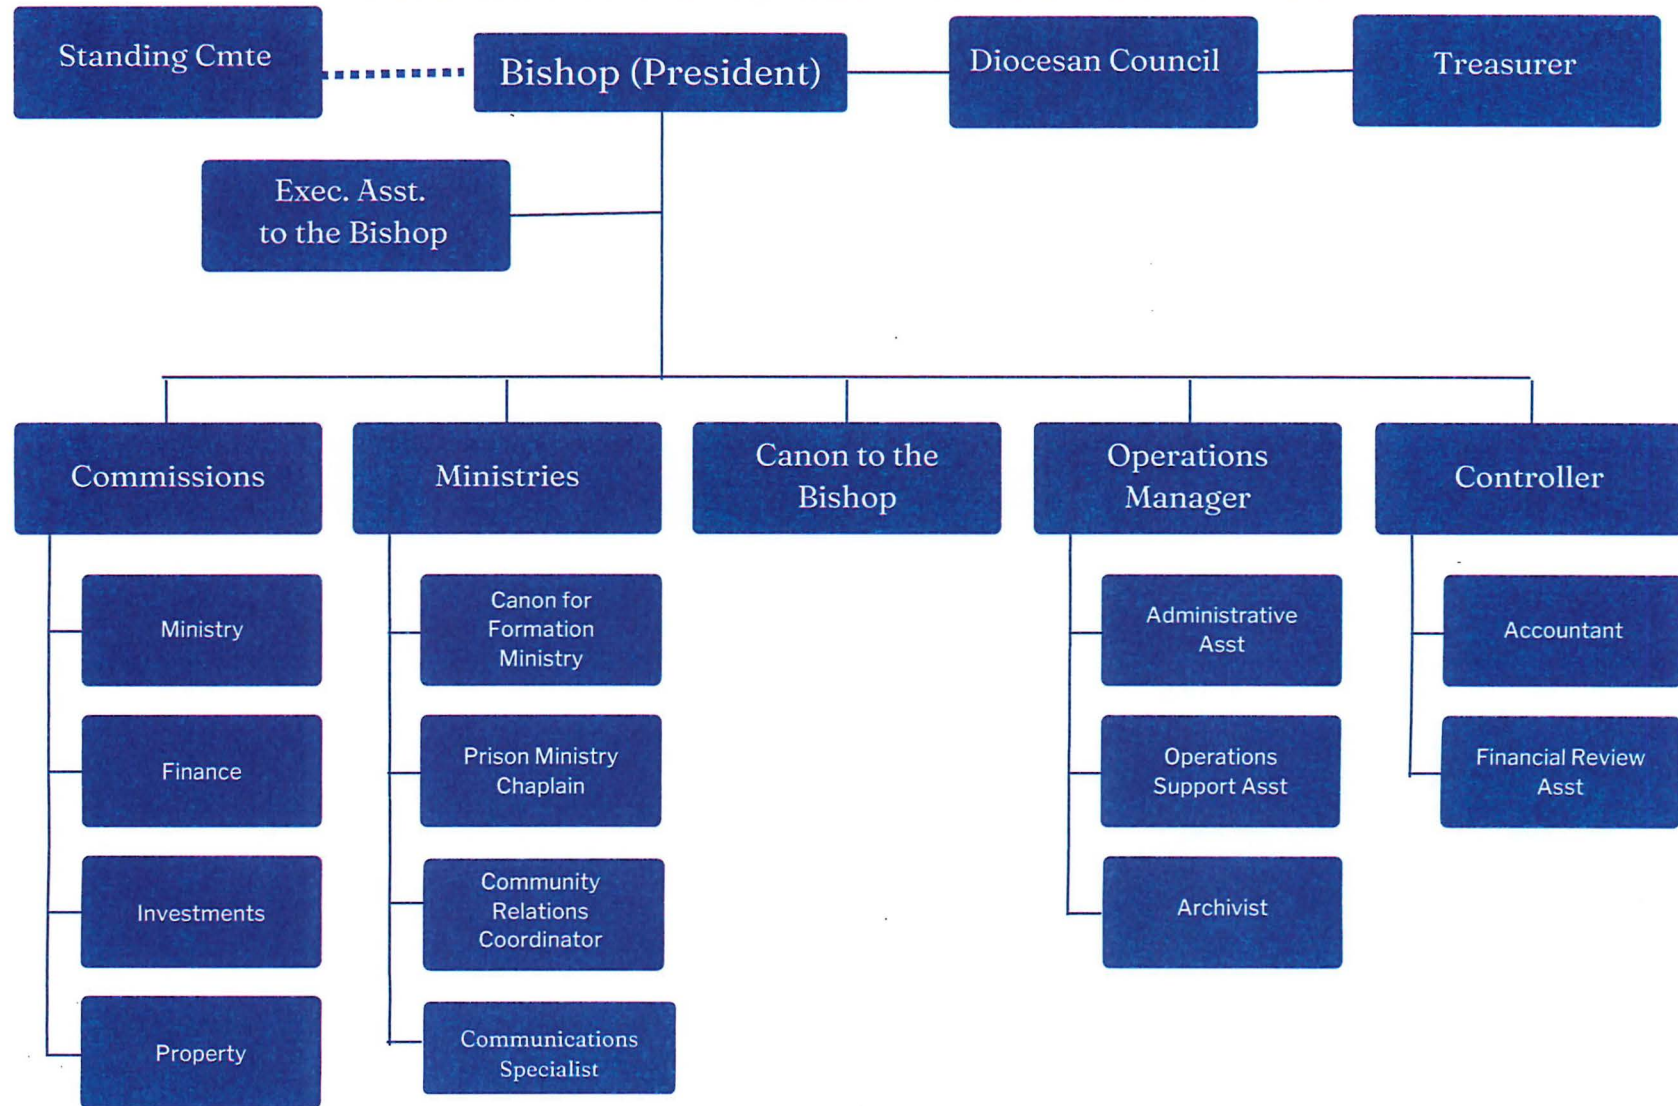 Standing Cmte
Bishop (President)
Diocesan Council
Treasurer
Exec. Asst.
to the Bishop
Commissions
Ministries
Canon to the
Bishop
Operations
Manager
Controller
Ministry
Finance
Investments
Property
Canon for
Formation
Ministry
Prison Ministry
Chaplain
Community
Relations
Coordinator
Communications
Specialist
Administrative
Asst
Operations
Support Asst
Archivist
Accountant
Financial Review
Asst